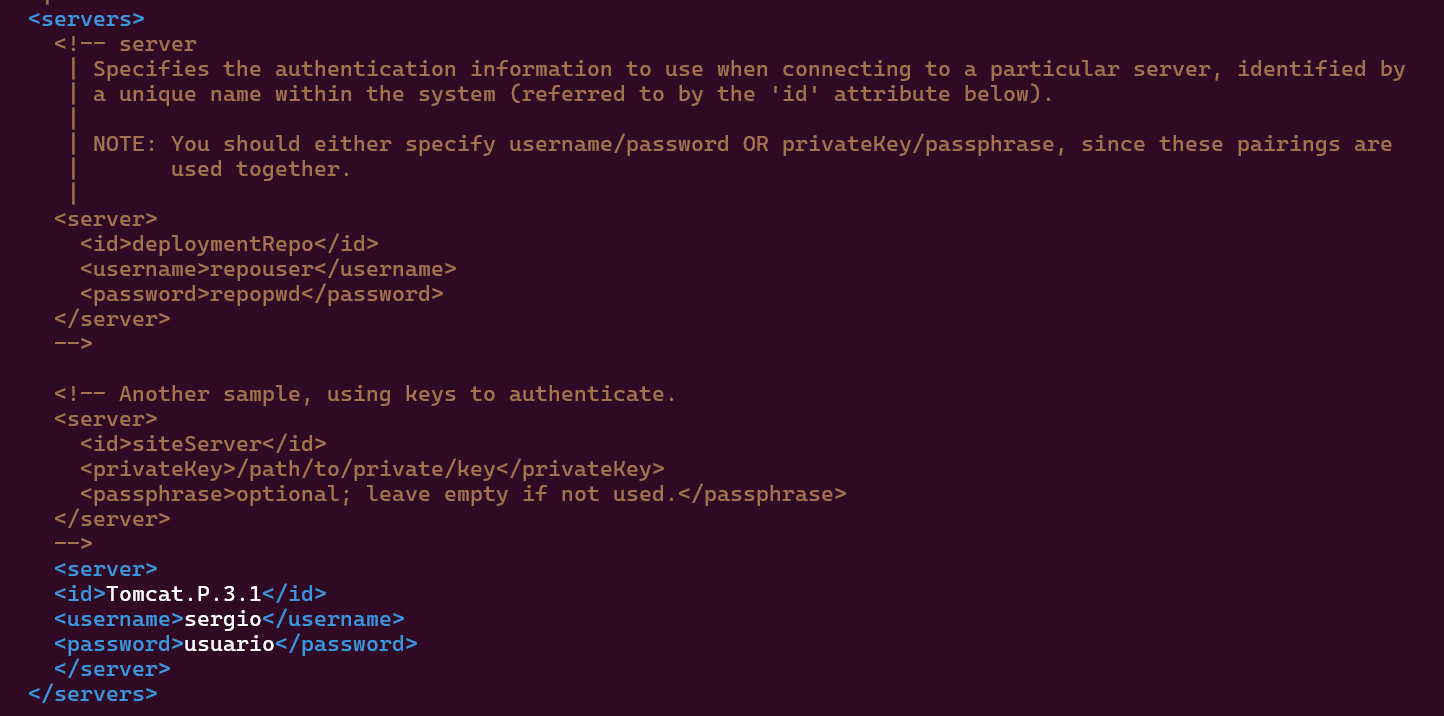 <servers>
<!-- server
| Specifies the authentication information to use when connecting to a particular server, identified by
| a unique name within the system (referred to by the 'id' attribute below).
|
| NOTE: You should either specify username/password OR privateKey/passphrase, since these pairings are
|       used together.
|
<server>
<id>deploymentRepo</id>
<username>repouser</username>
<password>repopwd</password>
</server>
-->
<!-- Another sample, using keys to authenticate.
<server>
<id>siteServer</id>
<privateKey>/path/to/private/key</privateKey>
<passphrase>optional; leave empty if not used.</passphrase>
</server>
-->
<server>
<id>Tomcat.P.3.1</id>
<username>sergio</username>
<password>usuario</password>
</server>
</servers>